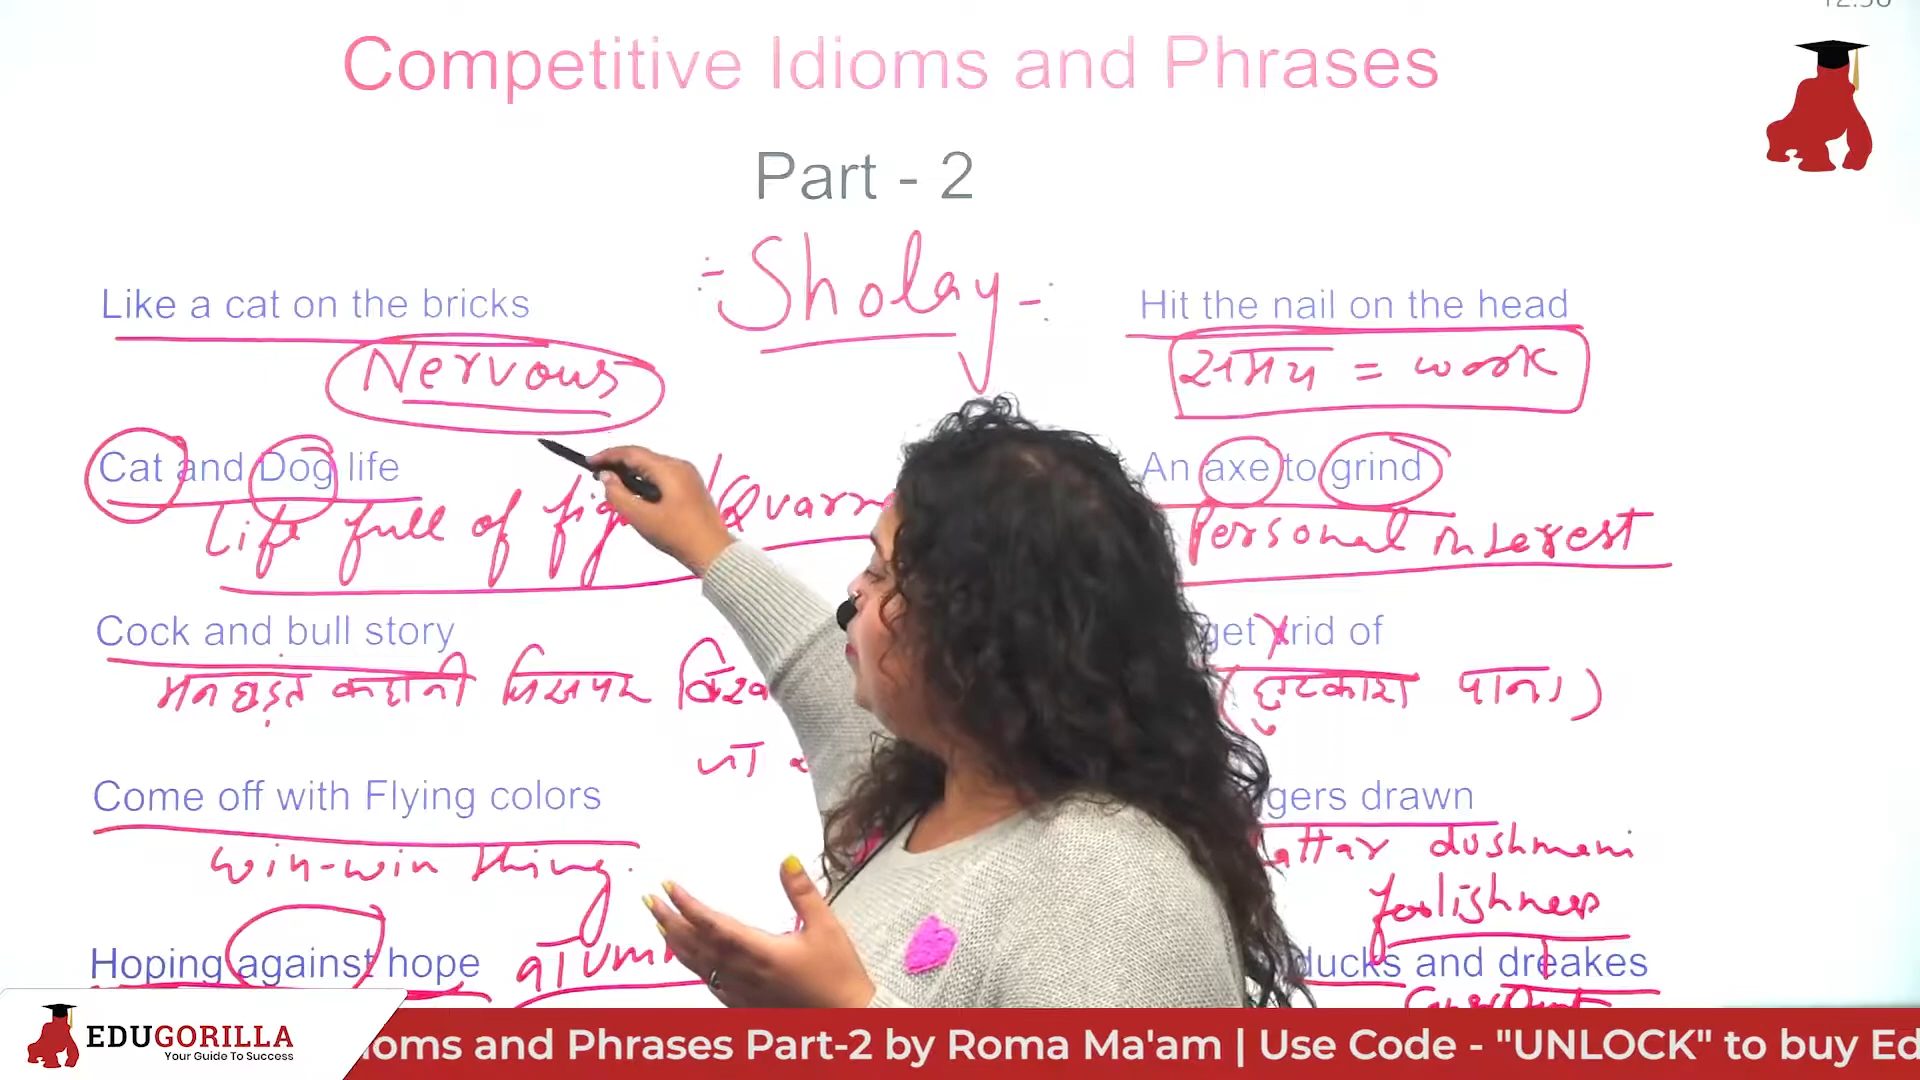 Competitive Idioms and Phrases
Part - 2
Sholay
Like a cat on the bricks
Nervous
Cat and Dog life
Life full of
Cock and bull story
मनघड़ंत कहानी जिसपर
Come off with Flying colors
win-win thing
Hoping against hope
Hit the nail on the head
समय = work
An axe to grind
Personal interest
get rid of
(छुटकारा पाना)
gers drawn
attar dushmani
foolishness
ducks and dreakes
EDUGORILLA
Your Guide To Success
ioms and Phrases Part-2 by Roma Ma'am | Use Code - "UNLOCK" to buy Ed